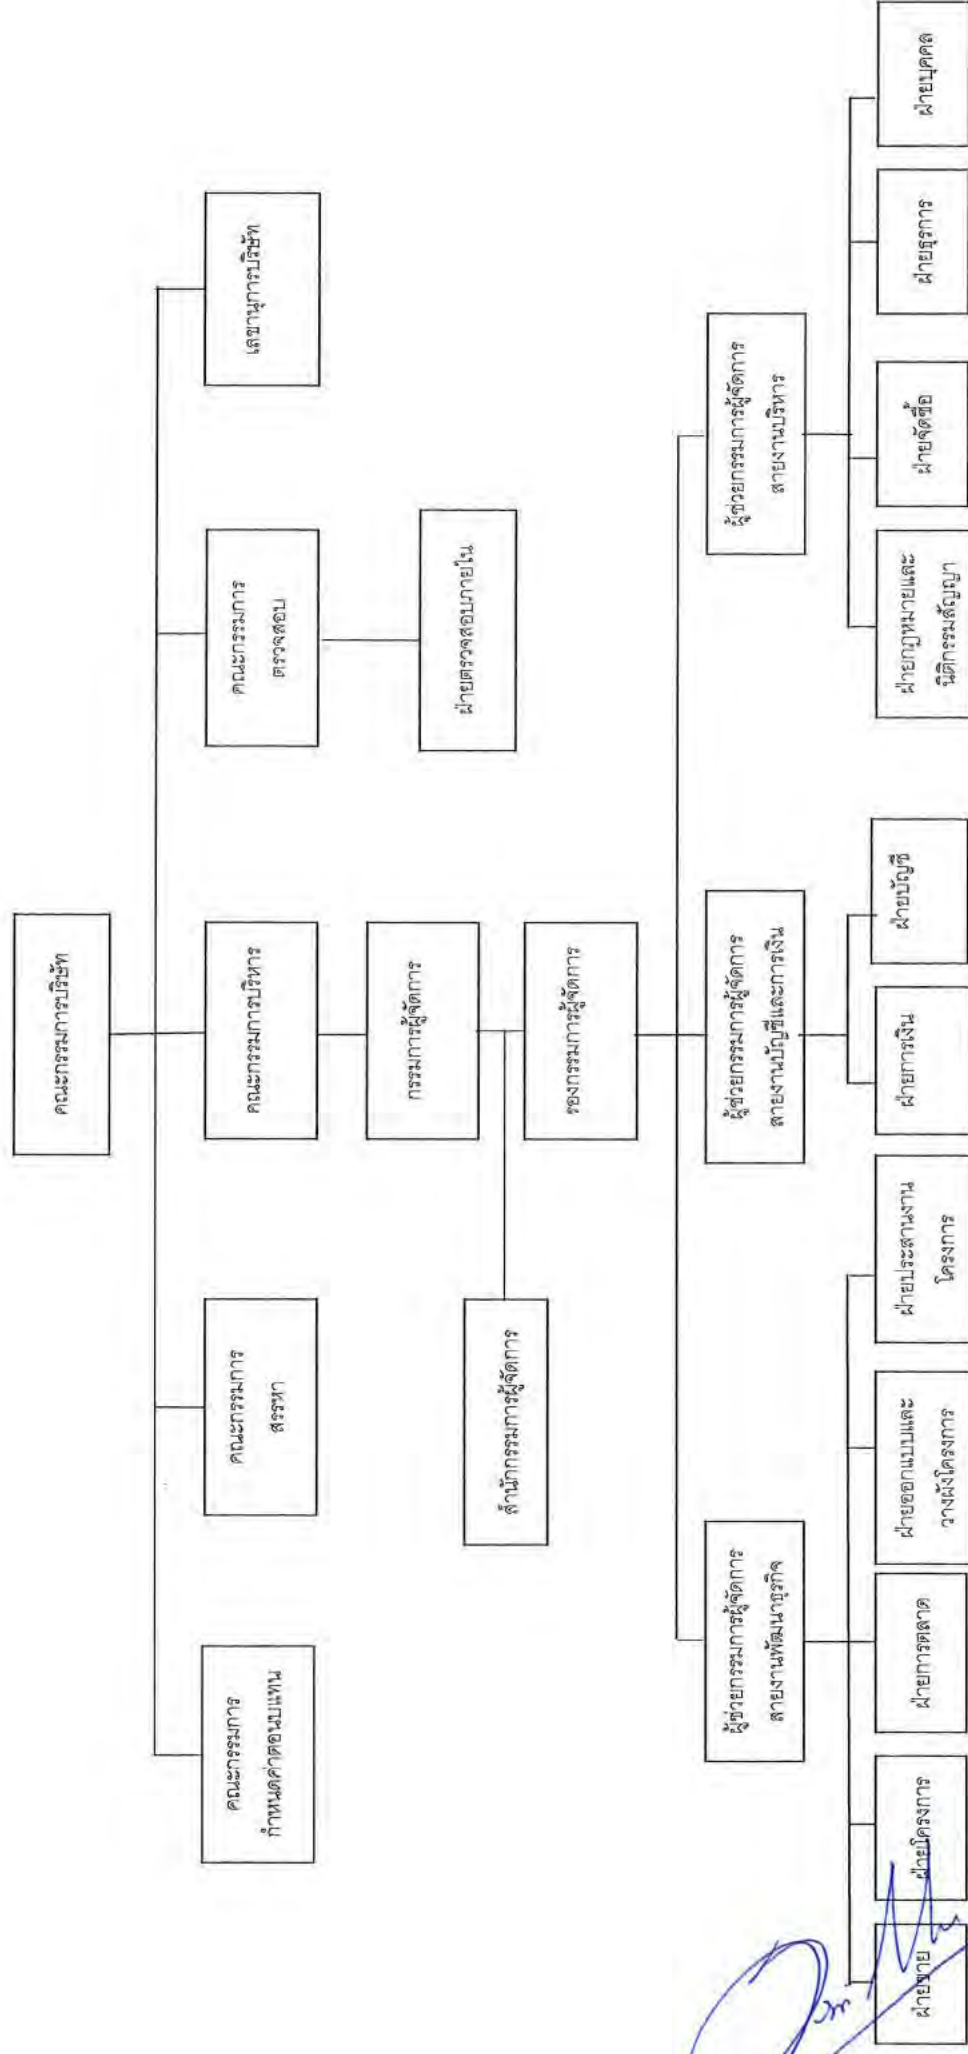 คณะกรรมการบริษัท
คณะกรรมการ
กำหนดค่าตอบแทน
คณะกรรมการ
สรรหา
คณะกรรมการบริหาร
คณะกรรมการ
ตรวจสอบ
เลขานุการบริษัท
กรรมการผู้จัดการ
ฝ่ายตรวจสอบภายใน
สำนักกรรมการผู้จัดการ
รองกรรมการผู้จัดการ
ผู้ช่วยกรรมการผู้จัดการ
สายงานพัฒนาธุรกิจ
ผู้ช่วยกรรมการผู้จัดการ
สายงานบัญชีและการเงิน
ผู้ช่วยกรรมการผู้จัดการ
สายงานบริหาร
ฝ่ายขาย
ฝ่ายโครงการ
ฝ่ายการตลาด
ฝ่ายออกแบบและ
วางผังโครงการ
ฝ่ายประสานงาน
โครงการ
ฝ่ายการเงิน
ฝ่ายบัญชี
ฝ่ายกฎหมายและ
นิติกรรมสัญญา
ฝ่ายจัดซื้อ
ฝ่ายธุรการ
ฝ่ายบุคคล